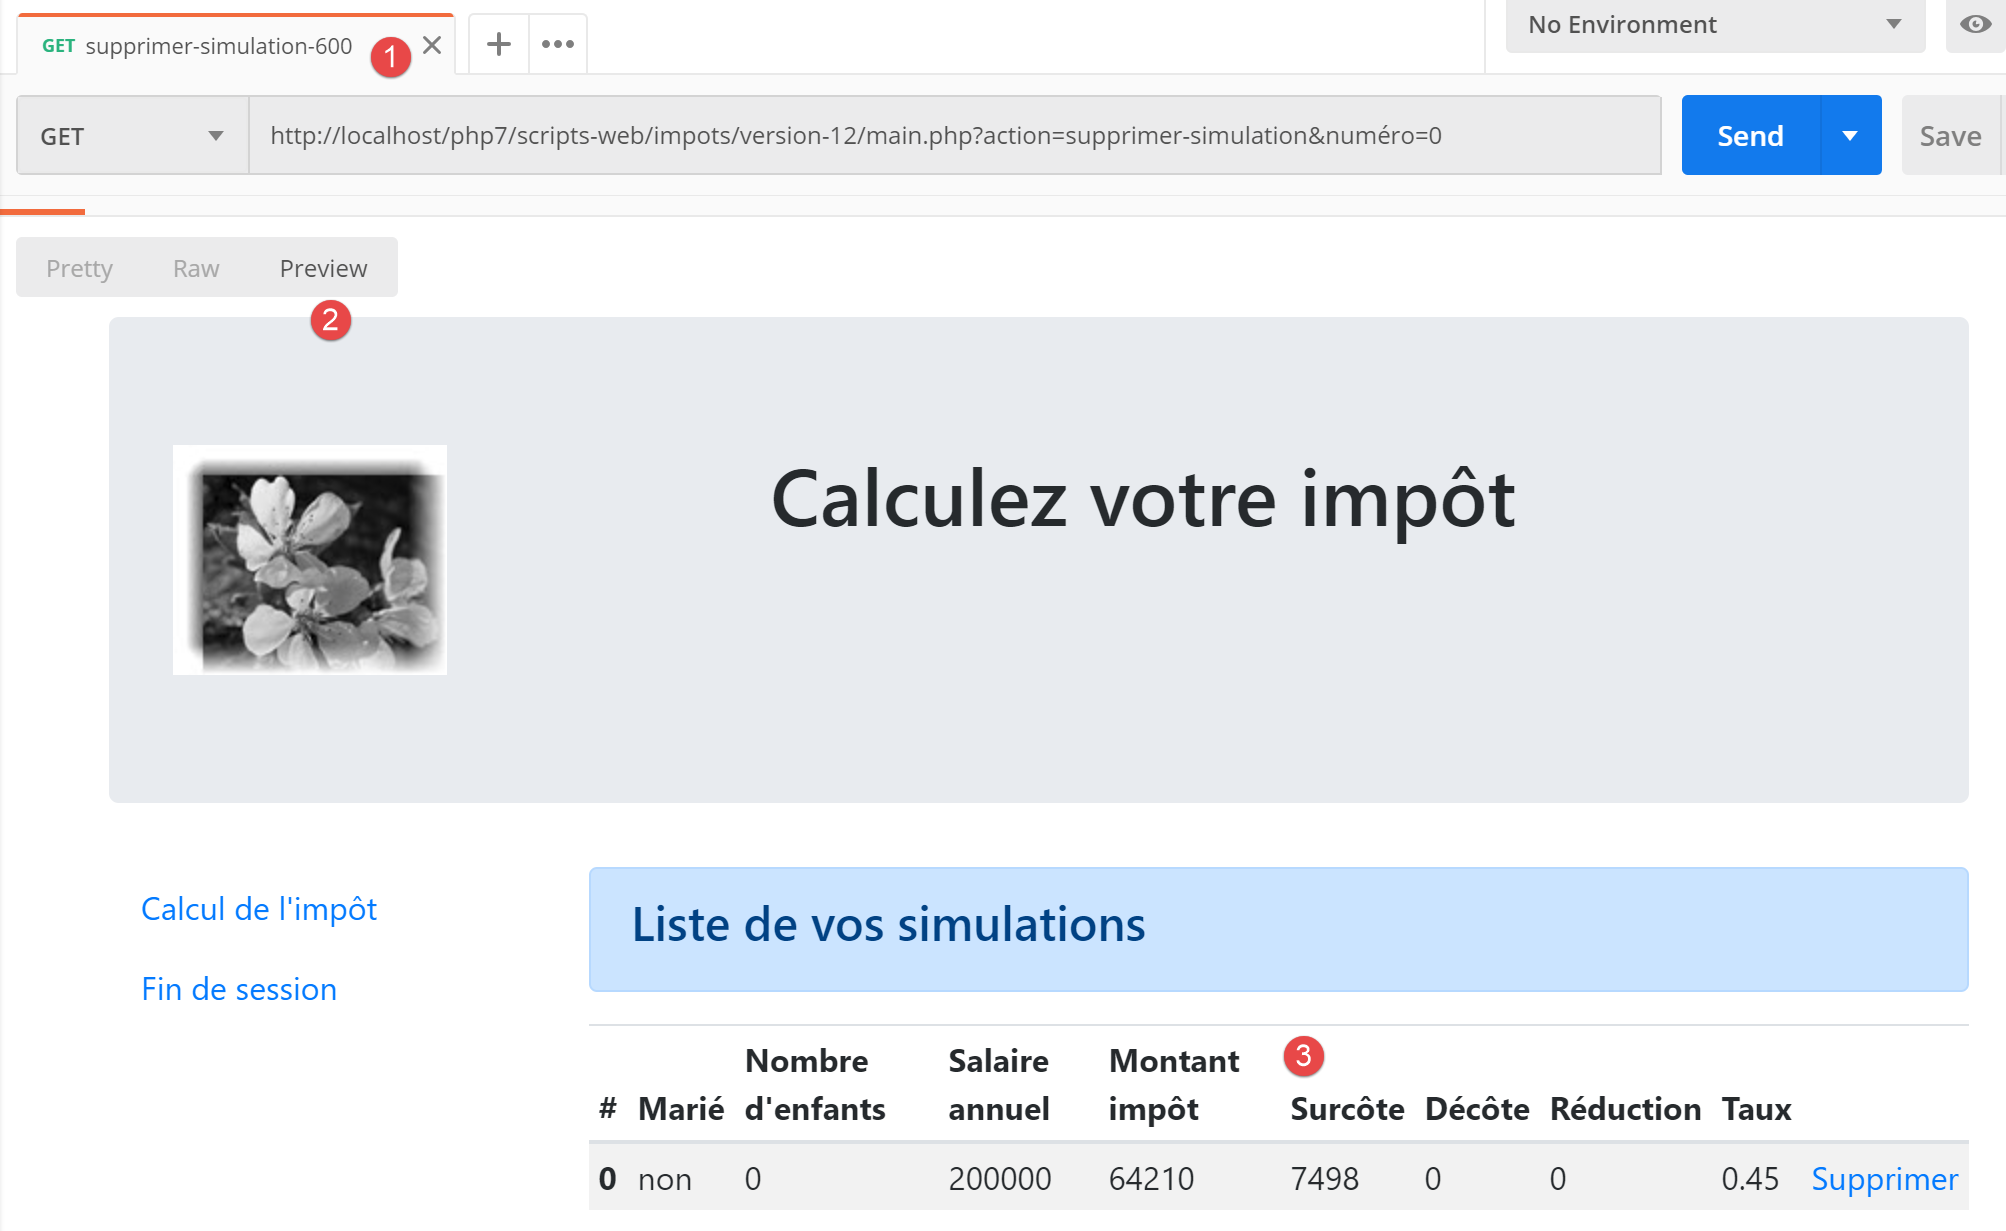 GET supprimer-simulation-600 1
No Environment
GET http://localhost/php7/scripts-web/impots/version-12/main.php?action=supprimer-simulation&numéro=0 Send Save
Pretty Raw Preview
2
Calculez votre impôt
Calcul de l'impôt
Fin de session
Liste de vos simulations
# Marié Nombre d'enfants Salaire annuel Montant impôt 3 Surcôte Décôte Réduction Taux
0 non 0 200000 64210 7498 0 0 0.45 Supprimer